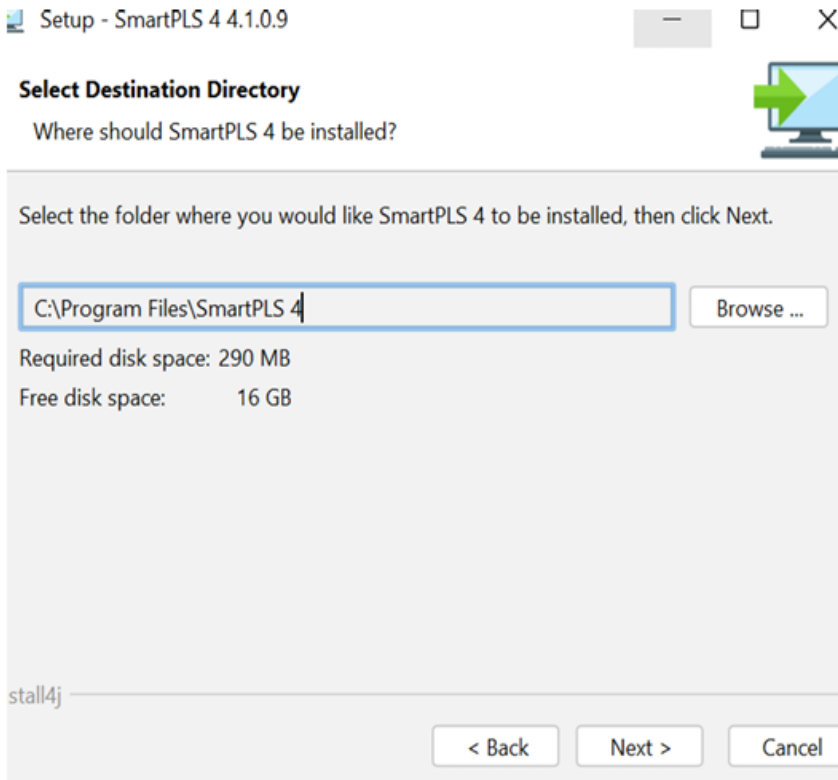 Setup - SmartPLS 4 4.1.0.9
Select Destination Directory
Where should SmartPLS 4 be installed?
Select the folder where you would like SmartPLS 4 to be installed, then click Next.
C:\Program Files\SmartPLS 4
Browse ...
Required disk space: 290 MB
Free disk space: 16 GB
stall4j
< Back
Next >
Cancel